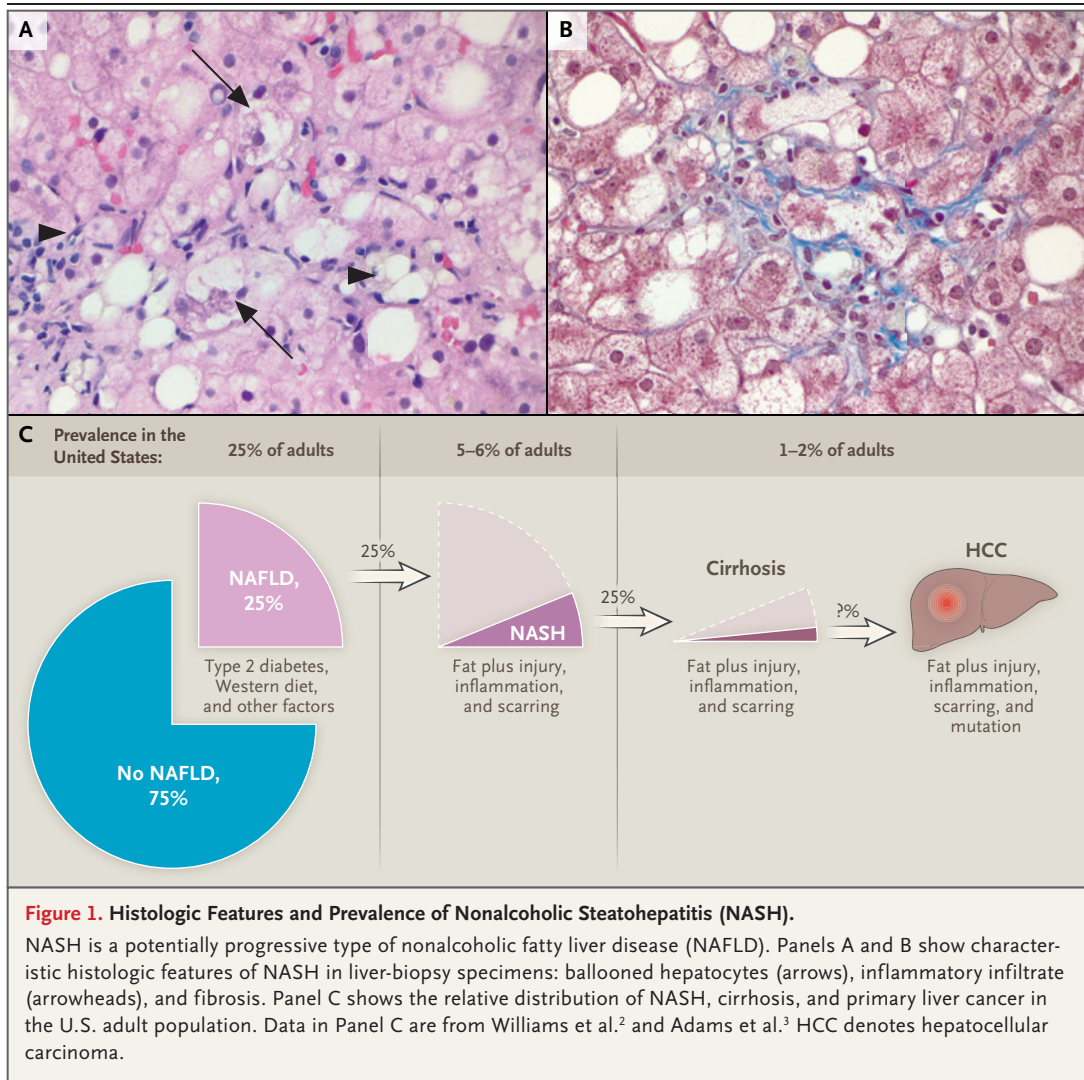 A
B
C
Prevalence in the
United States:
25% of adults
5–6% of adults
1–2% of adults
NAFLD,
25%
25%
NASH
25%
Cirrhosis
?%
HCC
Type 2 diabetes,
Western diet,
and other factors
Fat plus injury,
inflammation,
and scarring
Fat plus injury,
inflammation,
and scarring
Fat plus injury,
inflammation,
scarring, and
mutation
No NAFLD,
75%
Figure 1. Histologic Features and Prevalence of Nonalcoholic Steatohepatitis (NASH).
NASH is a potentially progressive type of nonalcoholic fatty liver disease (NAFLD). Panels A and B show character-
istic histologic features of NASH in liver-biopsy specimens: ballooned hepatocytes (arrows), inflammatory infiltrate
(arrowheads), and fibrosis. Panel C shows the relative distribution of NASH, cirrhosis, and primary liver cancer in
the U.S. adult population. Data in Panel C are from Williams et al.² and Adams et al.³ HCC denotes hepatocellular
carcinoma.